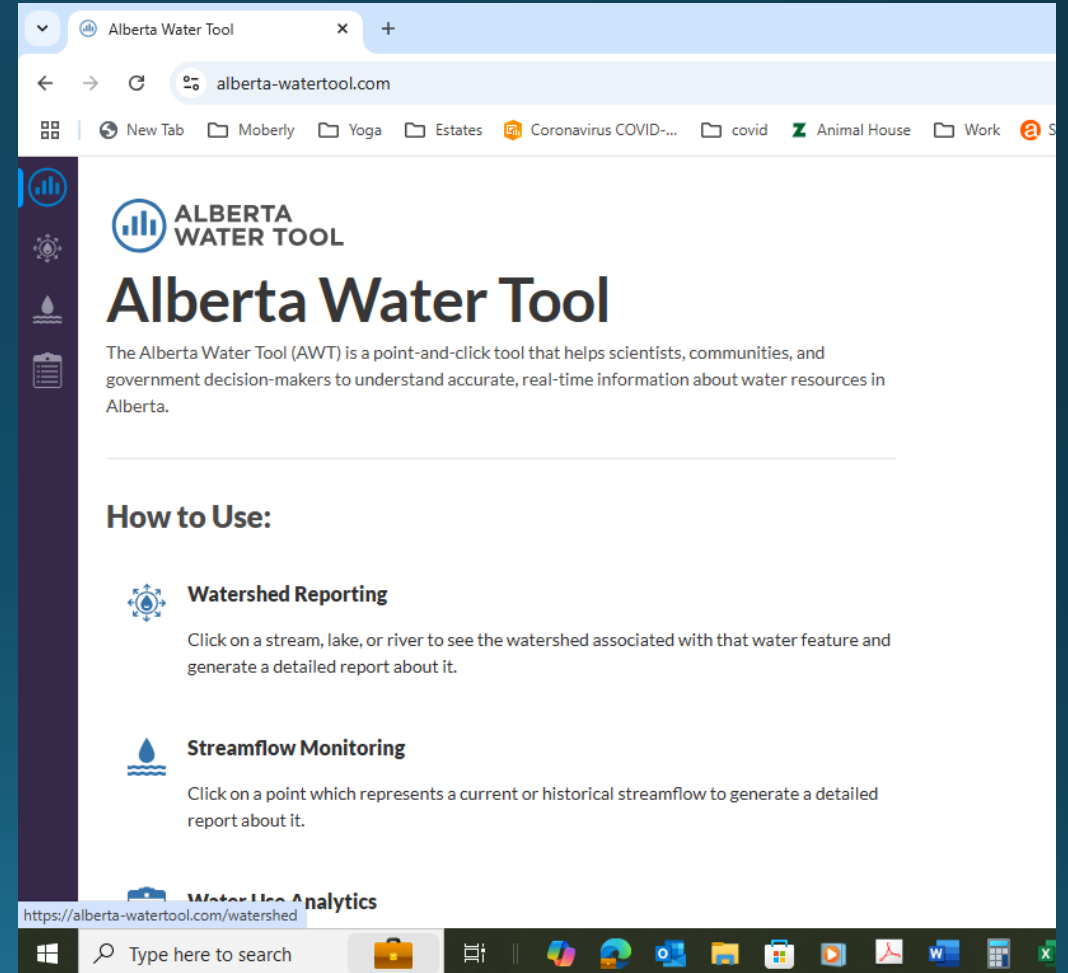 Alberta Water Tool
alberta-watertool.com
New Tab Moberly Yoga Estates Coronavirus COVID-... covid Animal House Work S
ALBERTA
WATER TOOL
Alberta Water Tool
The Alberta Water Tool (AWT) is a point-and-click tool that helps scientists, communities, and
government decision-makers to understand accurate, real-time information about water resources in
Alberta.
How to Use:
Watershed Reporting
Click on a stream, lake, or river to see the watershed associated with that water feature and
generate a detailed report about it.
Streamflow Monitoring
Click on a point which represents a current or historical streamflow to generate a detailed
report about it.
Water Use Analytics
https://alberta-watertool.com/watershed
Type here to search